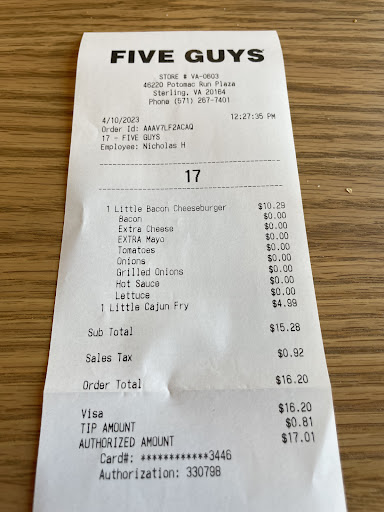 FIVE GUYS
STORE # VA-0603
46220 Potomac Run Plaza
Sterling, VA 20164
Phone (571) 267-7401
4/10/2023 12:27:35 PM
Order Id: AAAV7LF2ACAQ
17 - FIVE GUYS
Employee: Nicholas H
17
1 Little Bacon Cheeseburger $10.29
Bacon $0.00
Extra Cheese $0.00
EXTRA Mayo $0.00
Tomatoes $0.00
Onions $0.00
Grilled Onions $0.00
Hot Sauce $0.00
Lettuce $0.00
1 Little Cajun Fry $4.99
Sub Total $15.28
Sales Tax $0.92
Order Total $16.20
Visa $16.20
TIP AMOUNT $0.81
AUTHORIZED AMOUNT $17.01
Card#: ************3446
Authorization: 330798